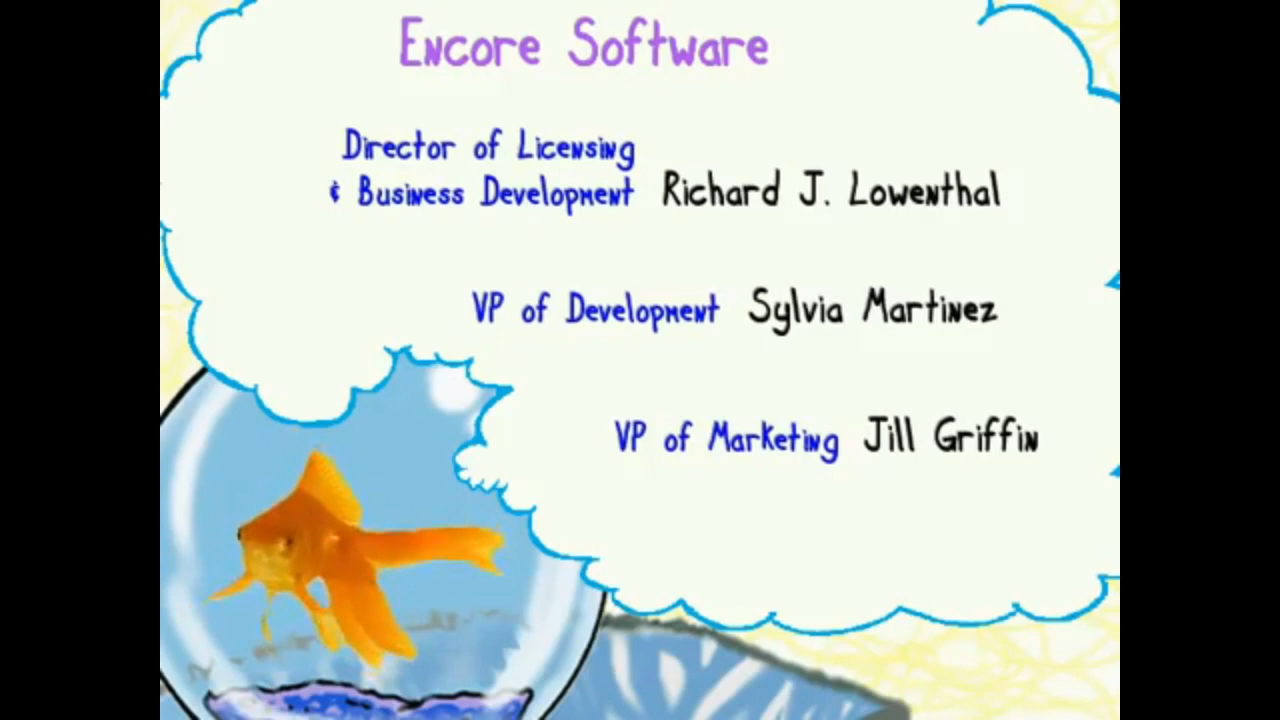 Encore Software
Director of Licensing
& Business Development Richard J. Lowenthal
VP of Development Sylvia Martinez
VP of Marketing Jill Griffin